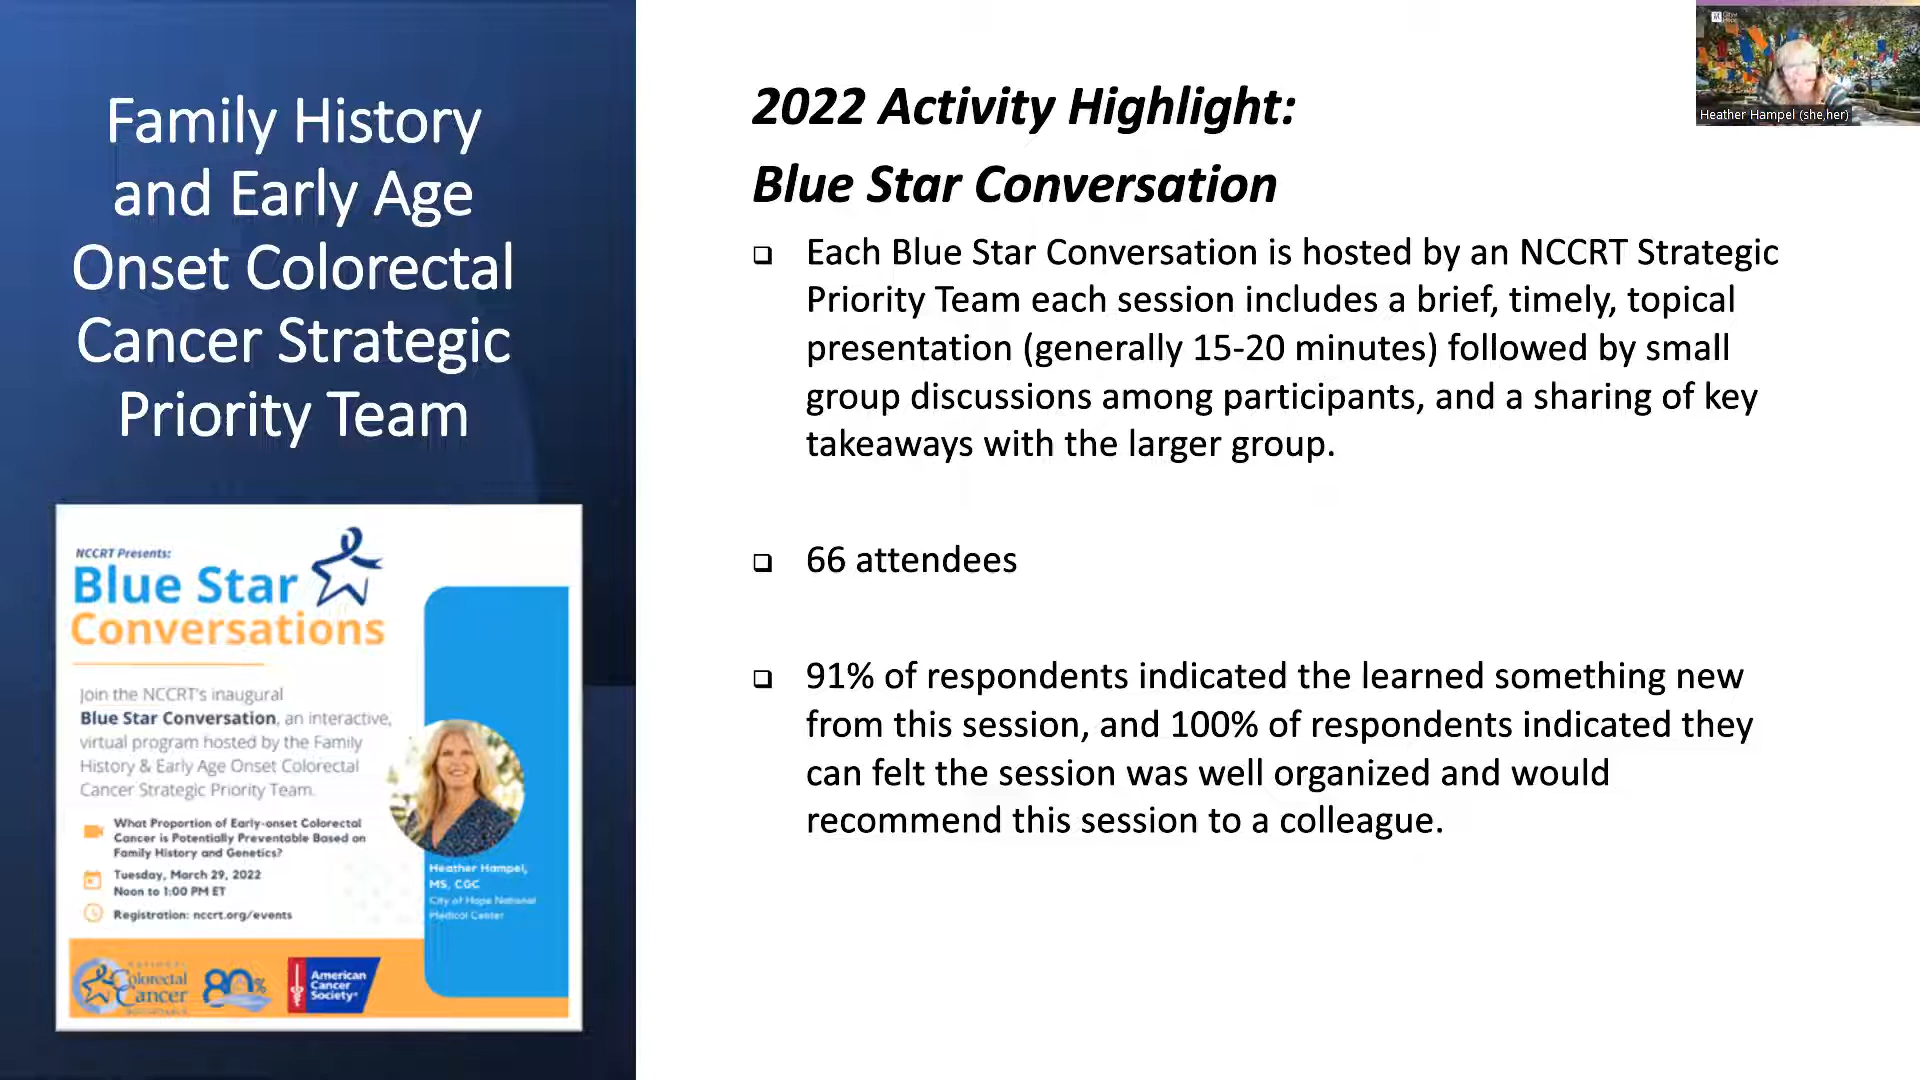 Family History
and Early Age
Onset Colorectal
Cancer Strategic
Priority Team
NCCRT Presents:
Blue Star
Conversations
Join the NCCRT's inaugural
Blue Star Conversation, an interactive,
virtual program hosted by the Family
History & Early Age Onset Colorectal
Cancer Strategic Priority Team.
What Proportion of Early-onset Colorectal
Cancer is Potentially Preventable Based on
Family History and Genetics?
Tuesday, March 29, 2022
Noon to 1:00 PM ET
Registration: nccrt.org/events
Heather Hampel,
MS, CGC
City of Hope National
Medical Center
Colorectal
Cancer
80%
American
Cancer
Society
2022 Activity Highlight:
Blue Star Conversation
❑ Each Blue Star Conversation is hosted by an NCCRT Strategic
Priority Team each session includes a brief, timely, topical
presentation (generally 15-20 minutes) followed by small
group discussions among participants, and a sharing of key
takeaways with the larger group.
❑ 66 attendees
❑ 91% of respondents indicated the learned something new
from this session, and 100% of respondents indicated they
can felt the session was well organized and would
recommend this session to a colleague.
Heather Hampel (she,her)